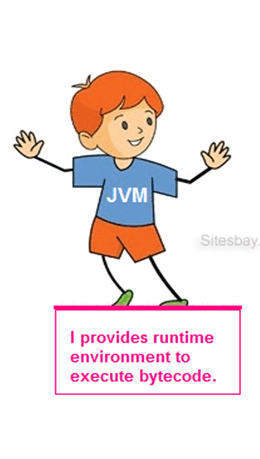 JVM
Sitesbay.
I provides runtime
environment to
execute bytecode.